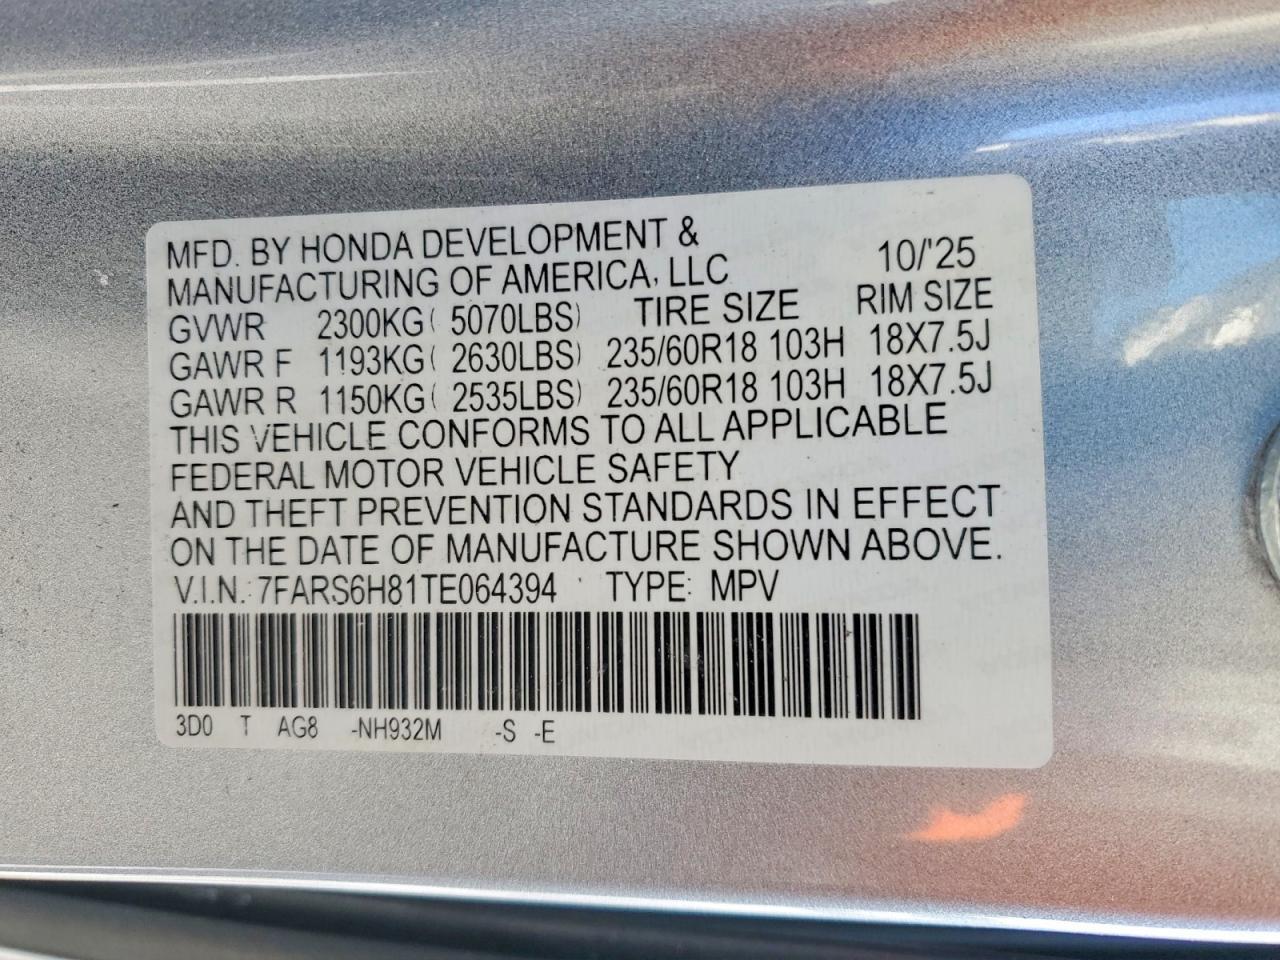 MFD. BY HONDA DEVELOPMENT &
MANUFACTURING OF AMERICA, LLC 10/'25
GVWR 2300KG( 5070LBS) TIRE SIZE RIM SIZE
GAWR F 1193KG( 2630LBS) 235/60R18 103H 18X7.5J
GAWR R 1150KG( 2535LBS) 235/60R18 103H 18X7.5J
THIS VEHICLE CONFORMS TO ALL APPLICABLE
FEDERAL MOTOR VEHICLE SAFETY
AND THEFT PREVENTION STANDARDS IN EFFECT
ON THE DATE OF MANUFACTURE SHOWN ABOVE.
V.I.N.: 7FARS6H81TE064394 TYPE: MPV
3D0 T AG8 -NH932M -S -E